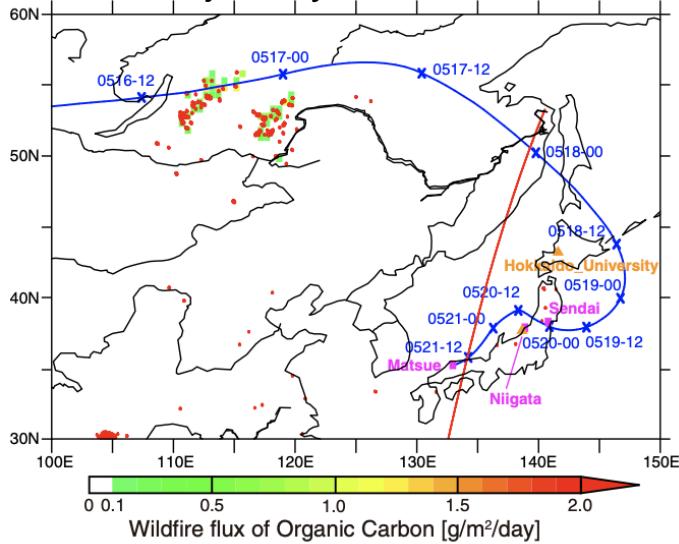 60N
0517-00
0516-12
0517-12
50N
0518-00
0518-12
Hokkaido_University
0519-00
0520-12
40N
Sendai
0521-00
0521-12
0520-00
0519-12
Matsue
Niigata
30N
100E
110E
120E
130E
140E
150E
0 0.1 0.5 1.0 1.5 2.0
Wildfire flux of Organic Carbon [g/m²/day]